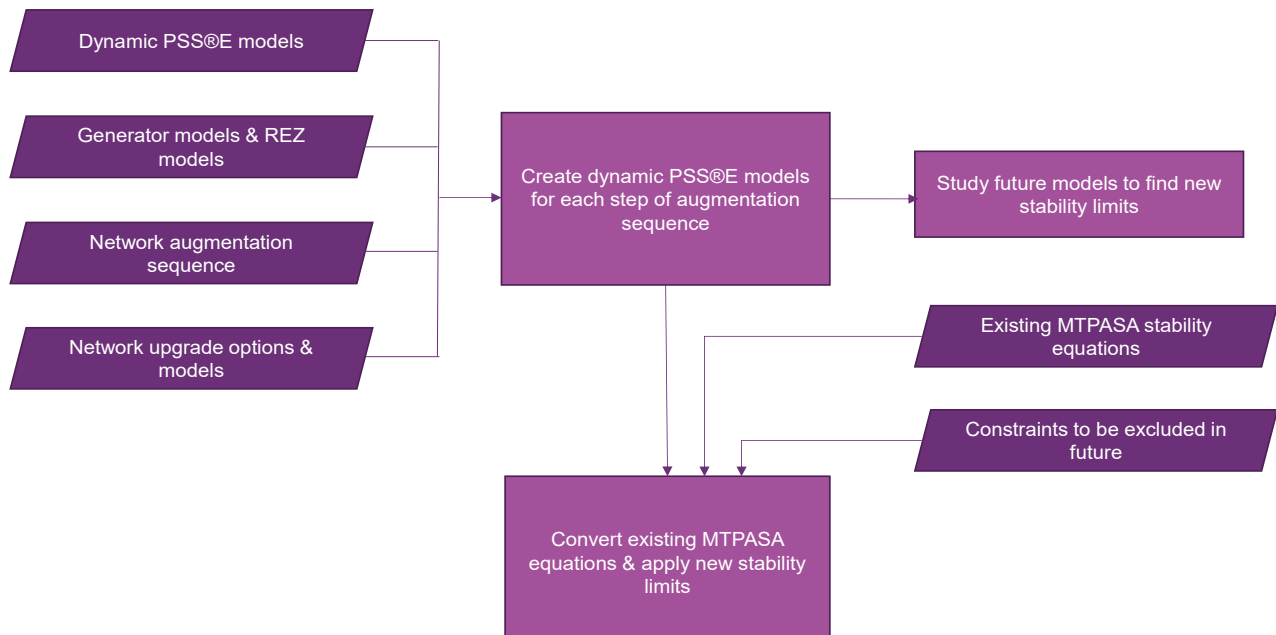 Dynamic PSS®E models
Generator models & REZ
models
Network augmentation
sequence
Network upgrade options &
models
Create dynamic PSS®E models
for each step of augmentation
sequence
Study future models to find new
stability limits
Existing MTPASA stability
equations
Constraints to be excluded in
future
Convert existing MTPASA
equations & apply new stability
limits